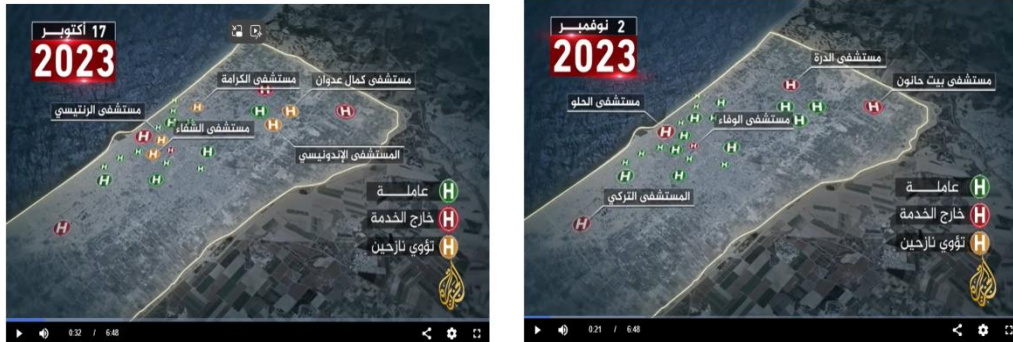 17 أكتوبر
2023
مستشفى الكرامة
مستشفى كمال عدوان
مستشفى الرنتيسي
مستشفى الشفاء
المستشفى الإندونيسي
H عاملة
H خارج الخدمة
H تؤوي نازحين
الجزيرة
0:32 / 6:48
2 نوفمبر
2023
مستشفى الدرة
مستشفى بيت حانون
مستشفى الحلو
مستشفى الوفاء
المستشفى التركي
H عاملة
H خارج الخدمة
H تؤوي نازحين
الجزيرة
0:21 / 6:48